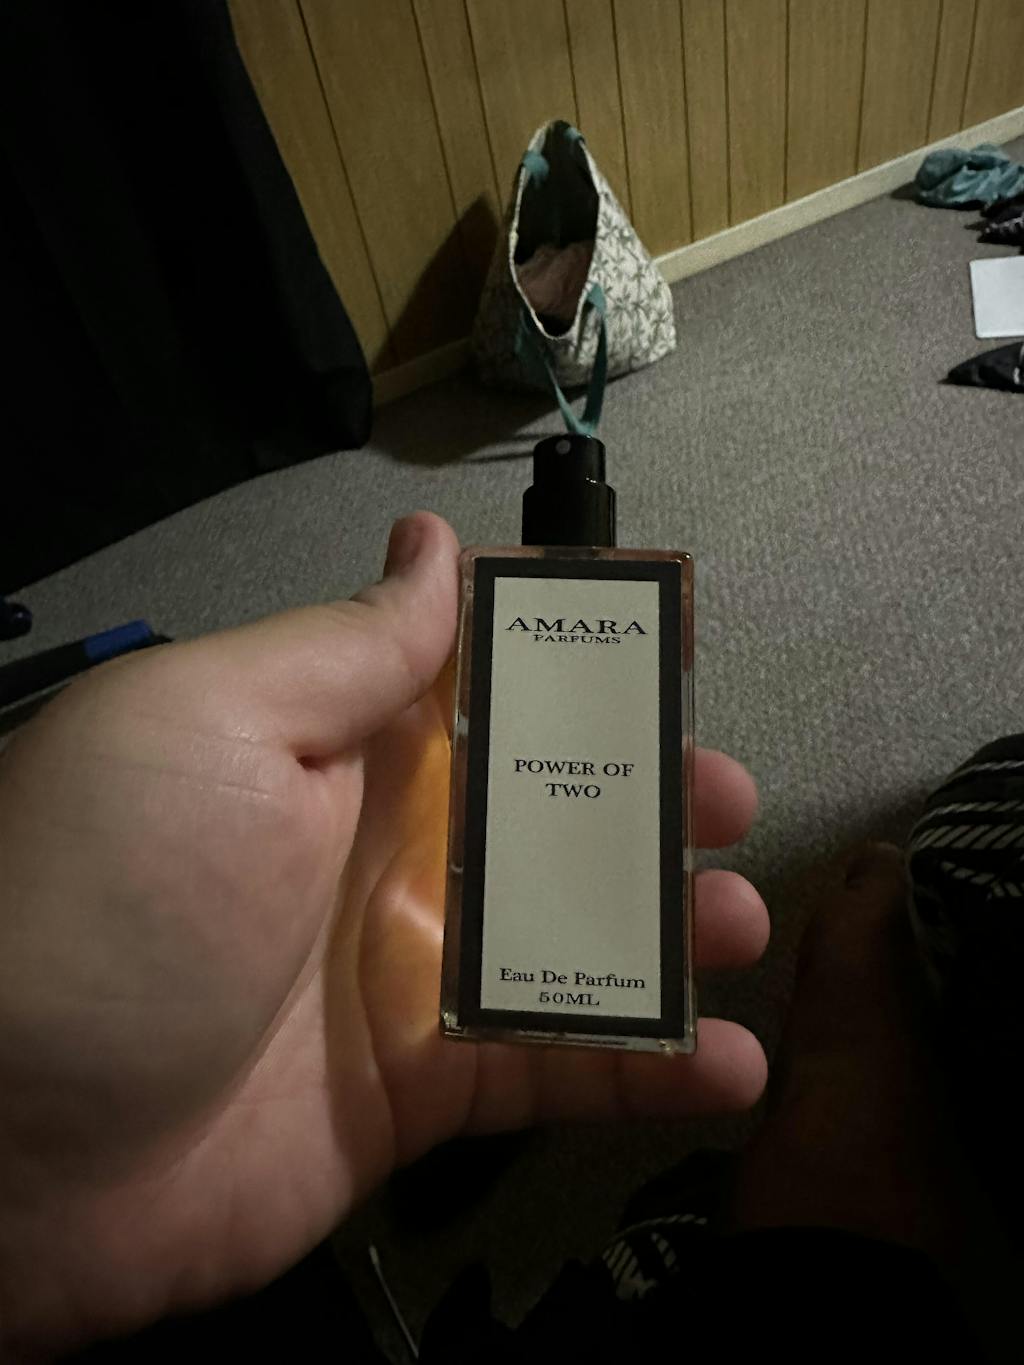 AMARA
PARFUMS
POWER OF
TWO
Eau De Parfum
50ML